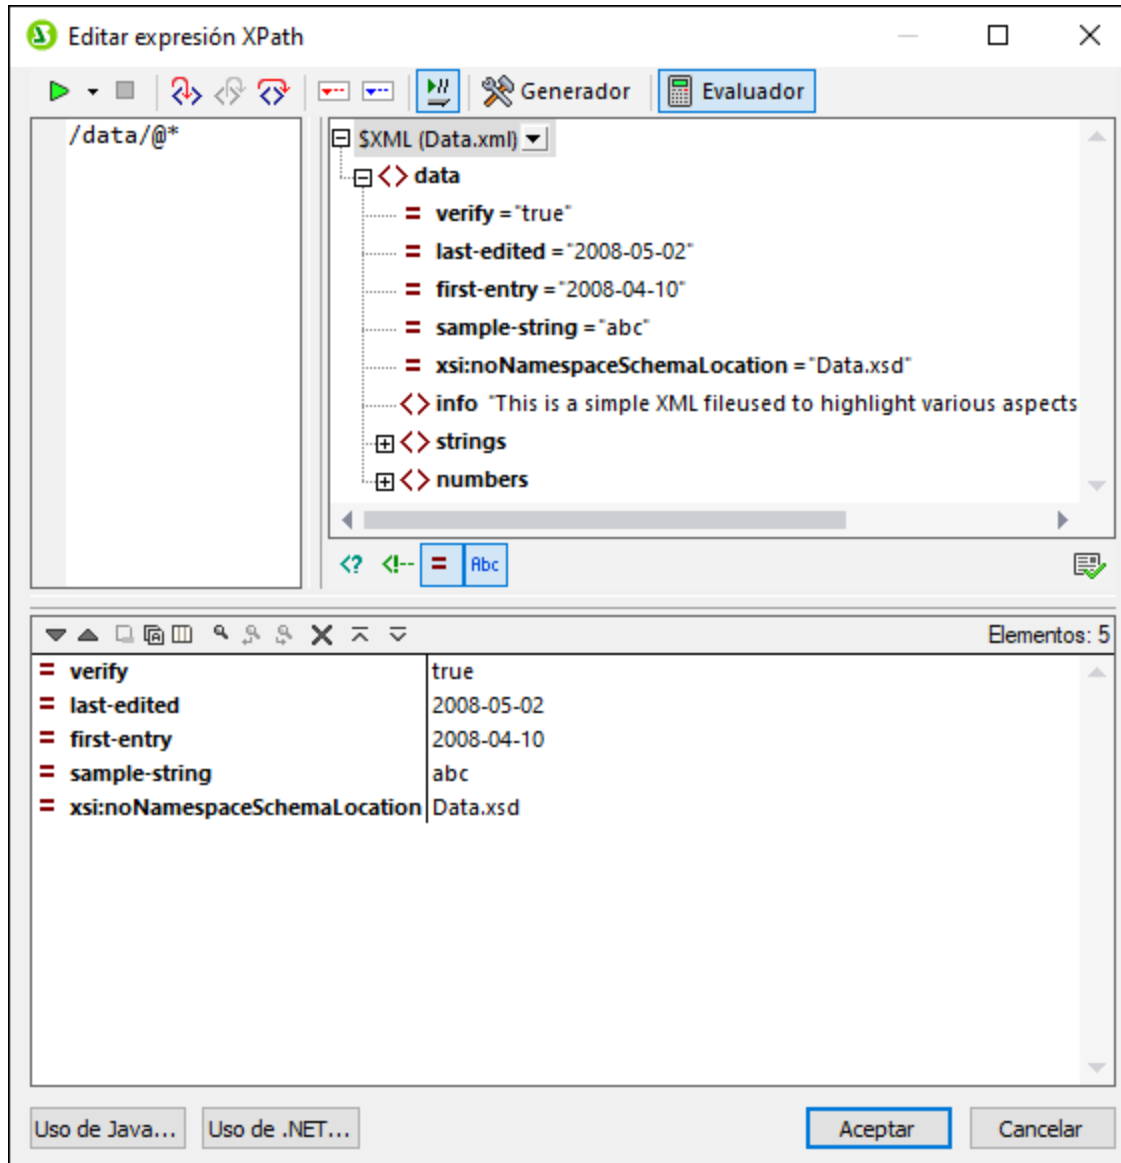 Editar expresión XPath
Generador
Evaluador
/data/@*
$XML (Data.xml)
<> data
= verify ="true"
= last-edited ="2008-05-02"
= first-entry ="2008-04-10"
= sample-string ="abc"
= xsi:noNamespaceSchemaLocation ="Data.xsd"
<> info "This is a simple XML fileused to highlight various aspects
<> strings
<> numbers
<? <!-- = Abc
Elementos: 5
= verify true
= last-edited 2008-05-02
= first-entry 2008-04-10
= sample-string abc
= xsi:noNamespaceSchemaLocation Data.xsd
Uso de Java...
Uso de .NET...
Aceptar
Cancelar